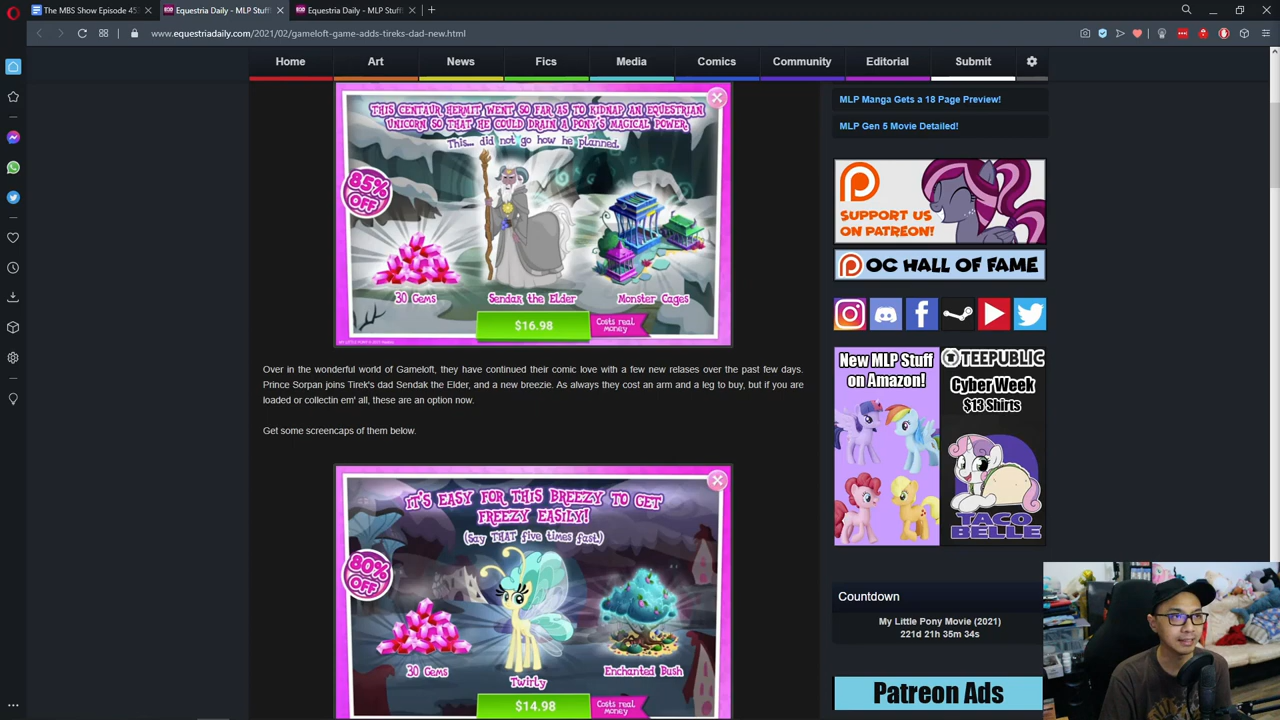 The MBS Show Episode 45
Equestria Daily - MLP Stuff
Equestria Daily - MLP Stuff
www.equestriadaily.com/2021/02/gameloft-game-adds-tireks-dad-new.html
Home
Art
News
Fics
Media
Comics
Community
Editorial
Submit
THIS CENTAUR HERMIT WENT SO FAR AS TO KIDNAP AN EQUESTRIAN
UNICORN SO THAT HE COULD DRAIN A PONY'S MAGICAL POWER.
This... did not go how he planned.
85%
OFF
30 Gems
Sendak the Elder
Monster Cages
$16.98
Costs real
money
Over in the wonderful world of Gameloft, they have continued their comic love with a few new relases over the past few days.
Prince Sorpan joins Tirek's dad Sendak the Elder, and a new breezie. As always they cost an arm and a leg to buy, but if you are
loaded or collectin em' all, these are an option now.
Get some screencaps of them below.
IT'S EASY FOR THIS BREEZY TO GET
FREEZY EASILY!
(Say THAT five times fast!)
80%
OFF
30 Gems
Twirly
Enchanted Bush
$14.98
Costs real
money
MLP Manga Gets a 18 Page Preview!
MLP Gen 5 Movie Detailed!
SUPPORT US
ON PATREON!
OC HALL OF FAME
New MLP Stuff
on Amazon!
TEEPUBLIC
Cyber Week
$13 Shirts
TACO
BELLE
Countdown
My Little Pony Movie (2021)
221d 21h 35m 34s
Patreon Ads